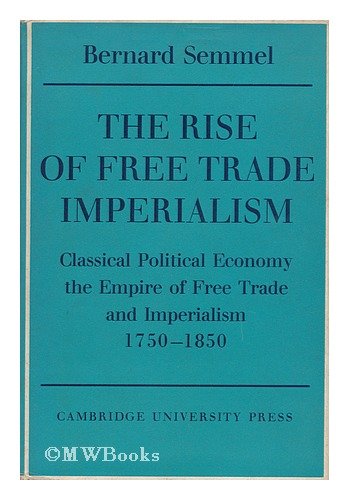 Bernard Semmel
THE RISE
OF FREE TRADE
IMPERIALISM
Classical Political Economy
the Empire of Free Trade
and Imperialism
1750–1850
CAMBRIDGE UNIVERSITY PRESS
©MWBooks